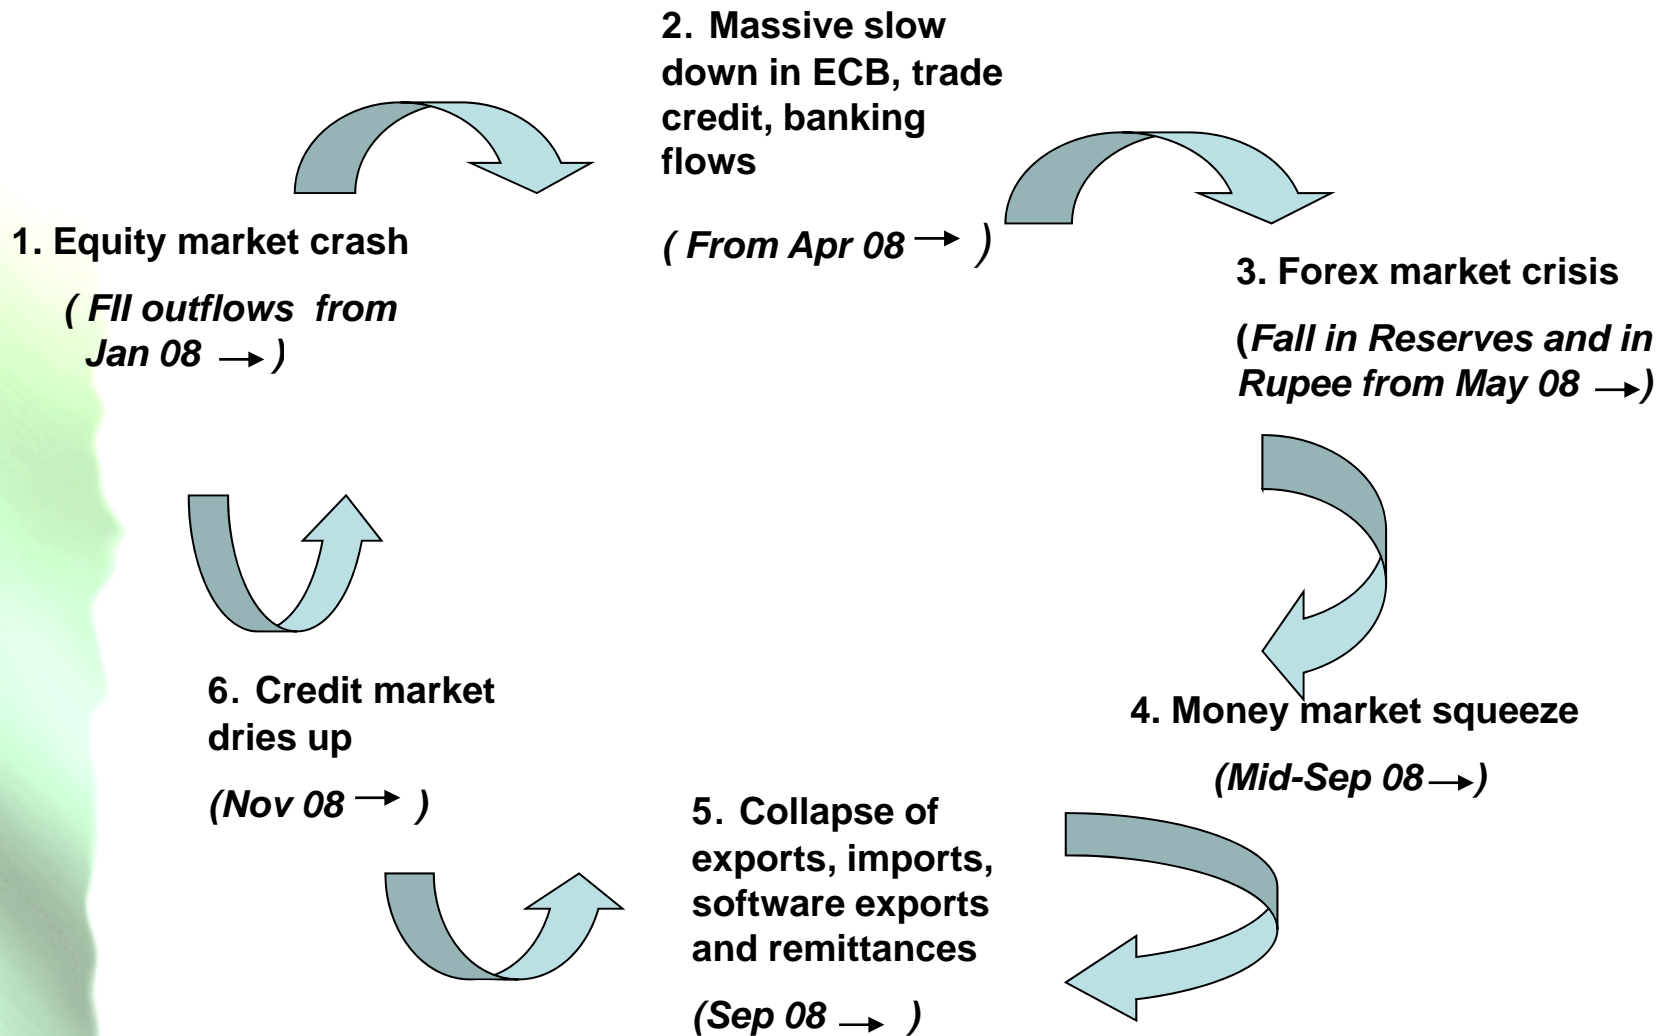 1. Equity market crash
( FII outflows from
Jan 08 → )
2. Massive slow
down in ECB, trade
credit, banking
flows
( From Apr 08 → )
3. Forex market crisis
(Fall in Reserves and in
Rupee from May 08 → )
4. Money market squeeze
(Mid-Sep 08 → )
5. Collapse of
exports, imports,
software exports
and remittances
(Sep 08 → )
6. Credit market
dries up
(Nov 08 → )